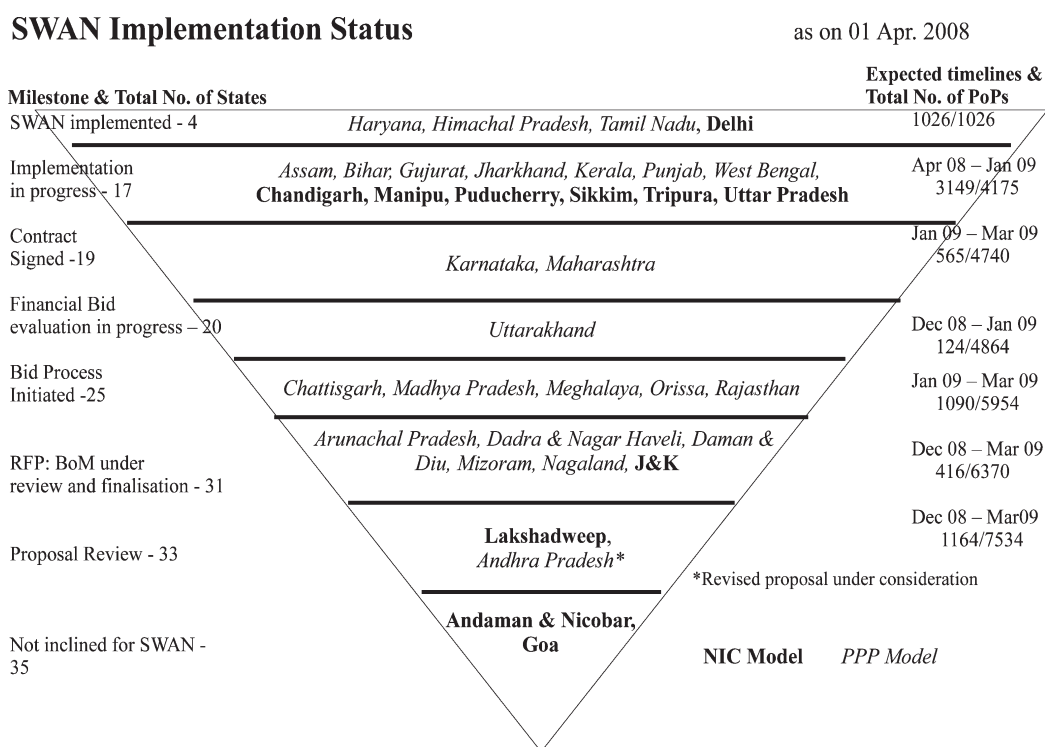 SWAN Implementation Status
as on 01 Apr. 2008
Milestone & Total No. of States
Expected timelines &
Total No. of PoPs
SWAN implemented - 4
Haryana, Himachal Pradesh, Tamil Nadu, Delhi
1026/1026
Implementation
in progress - 17
Assam, Bihar, Gujurat, Jharkhand, Kerala, Punjab, West Bengal,
Chandigarh, Manipu, Puducherry, Sikkim, Tripura, Uttar Pradesh
Apr 08 – Jan 09
3149/4175
Contract
Signed -19
Karnataka, Maharashtra
Jan 09 – Mar 09
565/4740
Financial Bid
evaluation in progress – 20
Uttarakhand
Dec 08 – Jan 09
124/4864
Bid Process
Initiated -25
Chattisgarh, Madhya Pradesh, Meghalaya, Orissa, Rajasthan
Jan 09 – Mar 09
1090/5954
RFP: BoM under
review and finalisation - 31
Arunachal Pradesh, Dadra & Nagar Haveli, Daman &
Diu, Mizoram, Nagaland, J&K
Dec 08 – Mar 09
416/6370
Proposal Review - 33
Lakshadweep,
Andhra Pradesh*
Dec 08 – Mar09
1164/7534
*Revised proposal under consideration
Not inclined for SWAN -
35
Andaman & Nicobar,
Goa
NIC Model
PPP Model